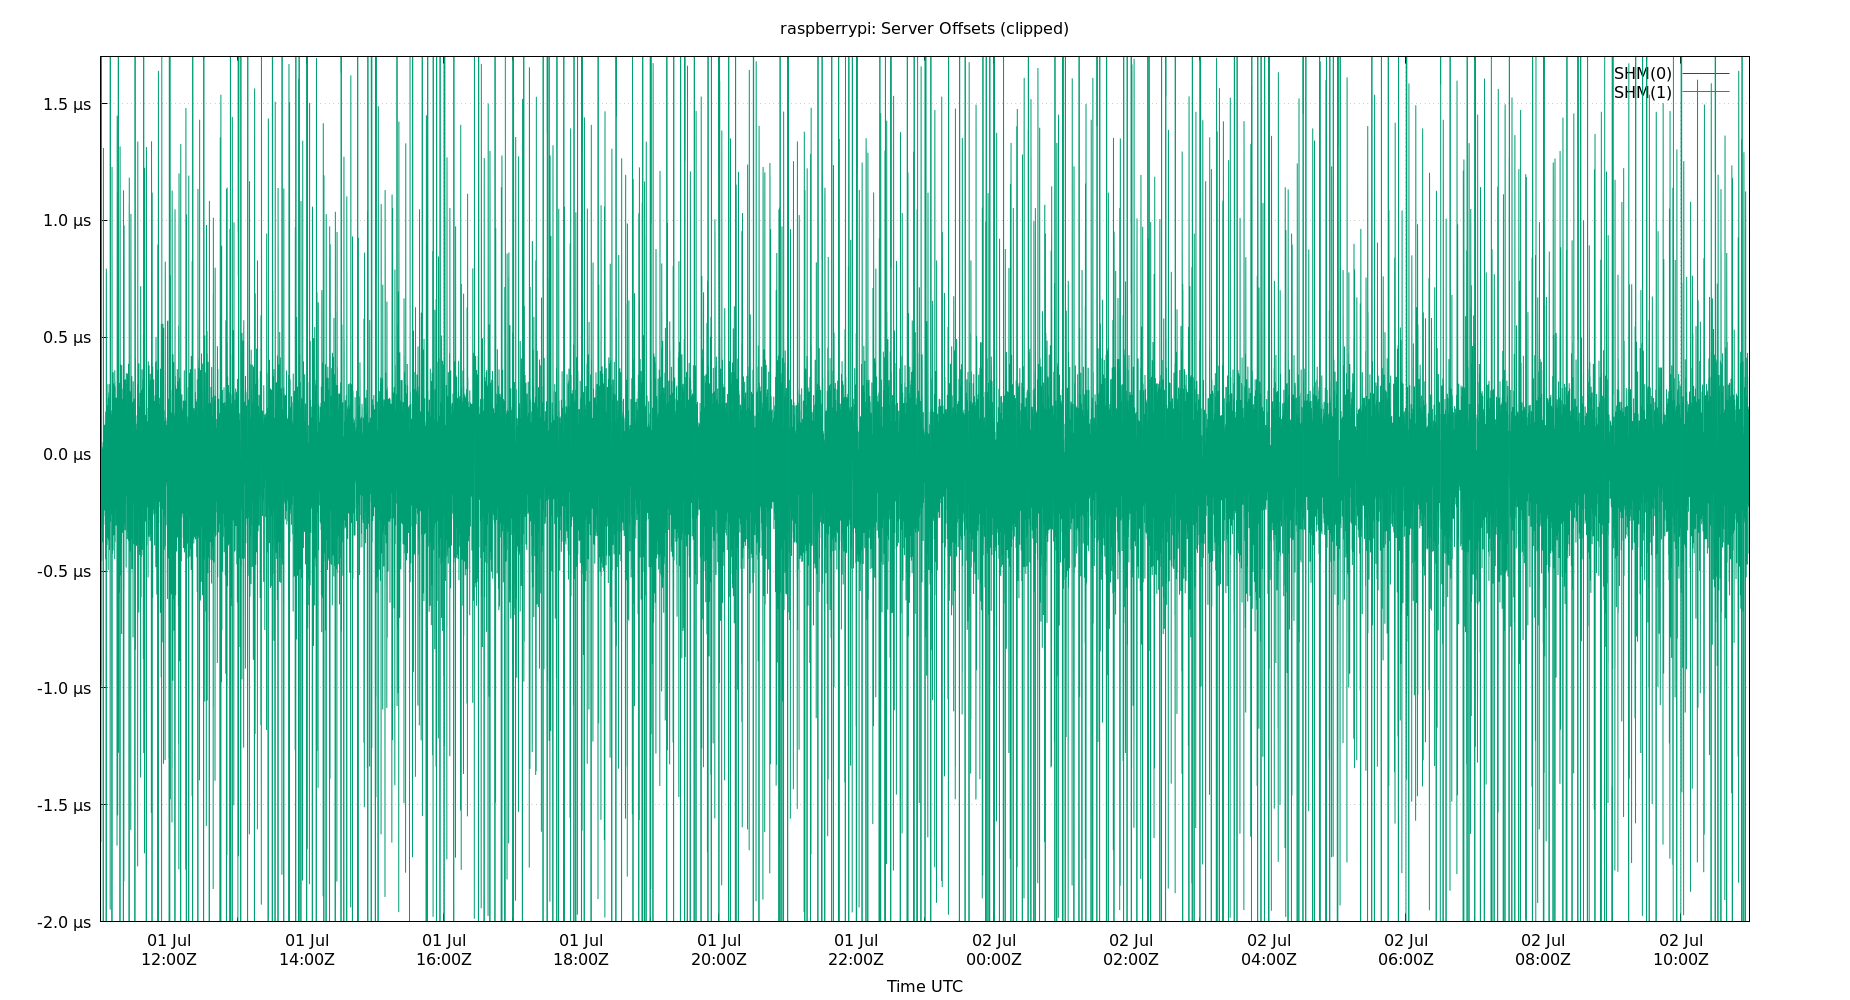 raspberrypi: Server Offsets (clipped)
SHM(0)
SHM(1)
1.5 µs
1.0 µs
0.5 µs
0.0 µs
-0.5 µs
-1.0 µs
-1.5 µs
-2.0 µs
01 Jul 01 Jul 01 Jul 01 Jul 01 Jul 01 Jul 02 Jul 02 Jul 02 Jul 02 Jul 02 Jul 02 Jul
12:00Z 14:00Z 16:00Z 18:00Z 20:00Z 22:00Z 00:00Z 02:00Z 04:00Z 06:00Z 08:00Z 10:00Z
Time UTC